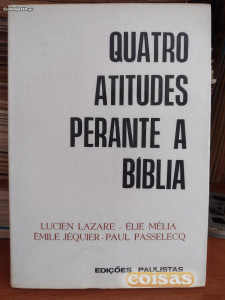 QUATRO
ATITUDES
PERANTE A
BÍBLIA
LUCIEN LAZARE - ÉLIE MÉLIA
ÉMILE JÉQUIER - PAUL PASSELECQ
EDIÇÕES PAULISTAS
coisas